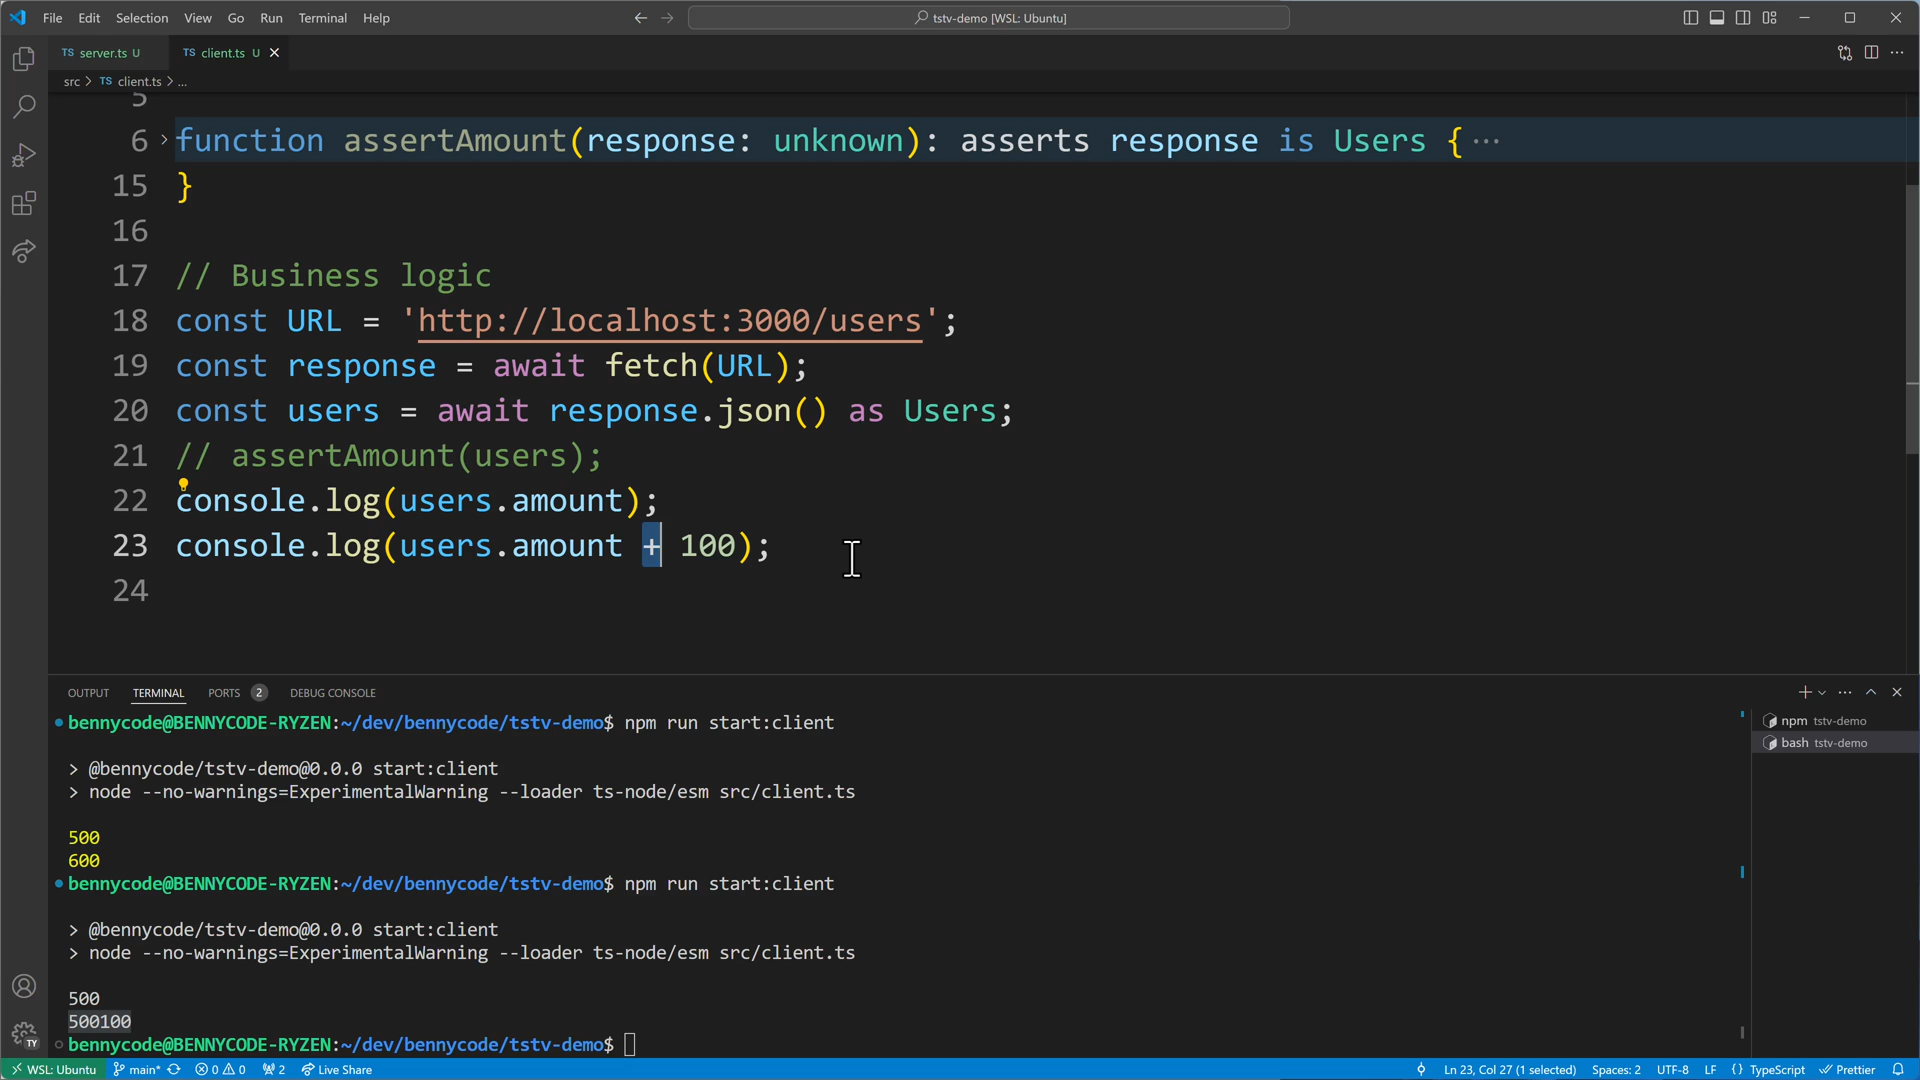 File Edit Selection View Go Run Terminal Help
tstv-demo [WSL: Ubuntu]
TS server.ts U TS client.ts U
src > TS client.ts > ...
5
6 function assertAmount(response: unknown): asserts response is Users { ···
15 }
16
17 // Business logic
18 const URL = 'http://localhost:3000/users';
19 const response = await fetch(URL);
20 const users = await response.json() as Users;
21 // assertAmount(users);
22 console.log(users.amount);
23 console.log(users.amount + 100);
24
OUTPUT TERMINAL PORTS 2 DEBUG CONSOLE
bennycode@BENNYCODE-RYZEN:~/dev/bennycode/tstv-demo$ npm run start:client
npm tstv-demo
bash tstv-demo
> @bennycode/tstv-demo@0.0.0 start:client
> node --no-warnings=ExperimentalWarning --loader ts-node/esm src/client.ts
500
600
bennycode@BENNYCODE-RYZEN:~/dev/bennycode/tstv-demo$ npm run start:client
> @bennycode/tstv-demo@0.0.0 start:client
> node --no-warnings=ExperimentalWarning --loader ts-node/esm src/client.ts
500
500100
bennycode@BENNYCODE-RYZEN:~/dev/bennycode/tstv-demo$
TY
WSL: Ubuntu main* 0 0 2 Live Share Ln 23, Col 27 (1 selected) Spaces: 2 UTF-8 LF {} TypeScript Prettier